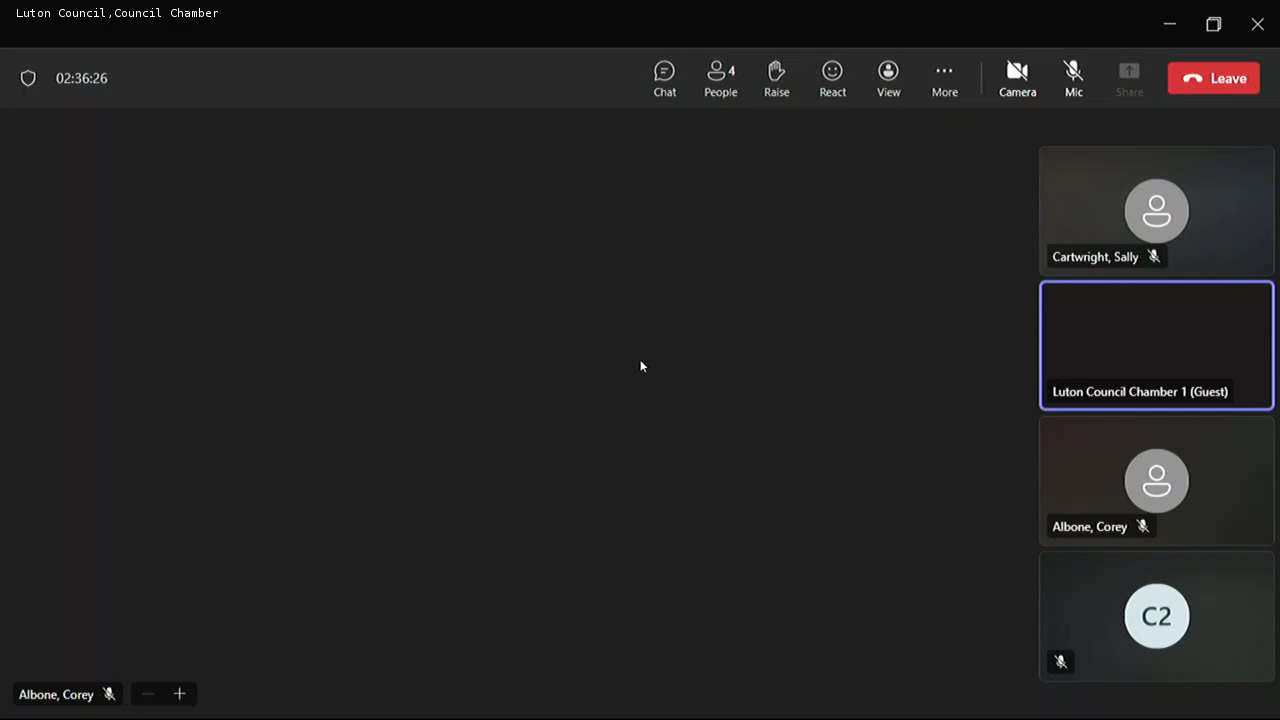 Luton Council,Council Chamber
02:36:26
Chat
4
People
Raise
React
View
More
Camera
Mic
Share
Leave
Cartwright, Sally
Luton Council Chamber 1 (Guest)
Albone, Corey
C2
Albone, Corey